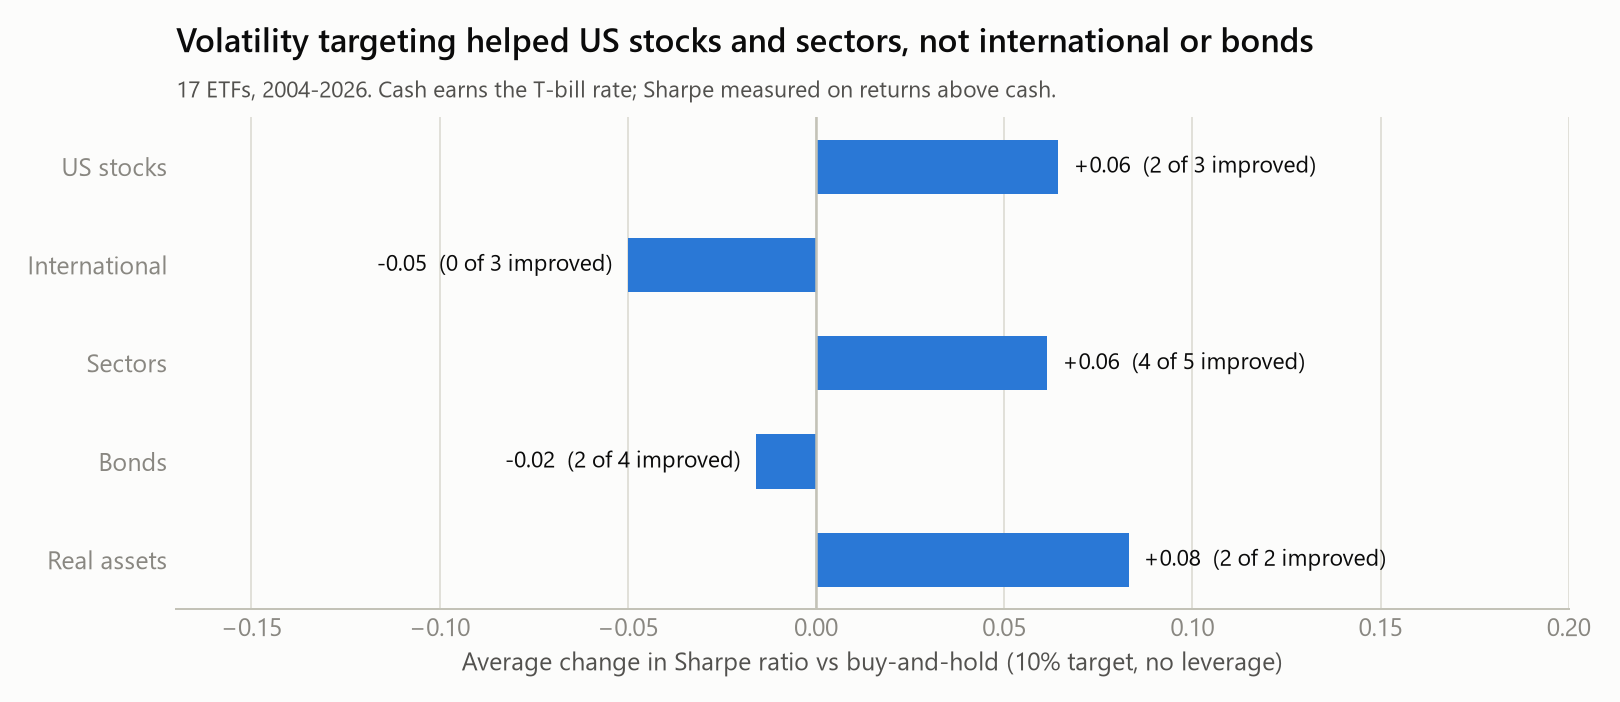 Volatility targeting helped US stocks and sectors, not international or bonds
17 ETFs, 2004-2026. Cash earns the T-bill rate; Sharpe measured on returns above cash.
US stocks
+0.06  (2 of 3 improved)
International
-0.05  (0 of 3 improved)
Sectors
+0.06  (4 of 5 improved)
Bonds
-0.02  (2 of 4 improved)
Real assets
+0.08  (2 of 2 improved)
−0.15 −0.10 −0.05 0.00 0.05 0.10 0.15 0.20
Average change in Sharpe ratio vs buy-and-hold (10% target, no leverage)